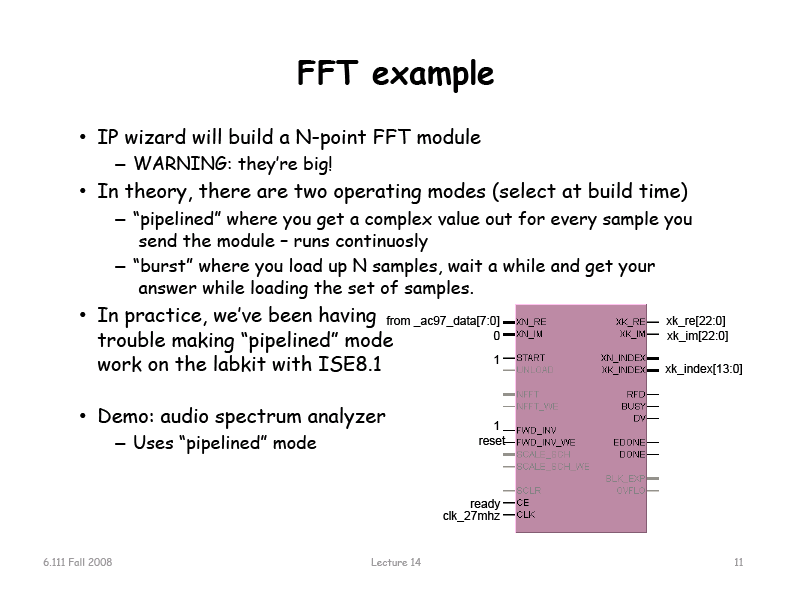 FFT example
• IP wizard will build a N-point FFT module
– WARNING: they're big!
• In theory, there are two operating modes (select at build time)
– “pipelined” where you get a complex value out for every sample you
send the module – runs continuosly
– “burst” where you load up N samples, wait a while and get your
answer while loading the set of samples.
• In practice, we've been having
trouble making “pipelined” mode
work on the labkit with ISE8.1
• Demo: audio spectrum analyzer
– Uses “pipelined” mode
from _ac97_data[7:0] XN_RE XK_RE xk_re[22:0]
0 XN_IM XK_IM xk_im[22:0]
1 START XN_INDEX
UNLOAD XK_INDEX xk_index[13:0]
NFFT RFD
NFFT_WE BUSY
DV
1 FWD_INV
reset FWD_INV_WE EDONE
SCALE_SCH DONE
SCALE_SCH_WE
BLK_EXP
SCLR OVFLO
ready CE
clk_27mhz CLK
6.111 Fall 2008 Lecture 14 11